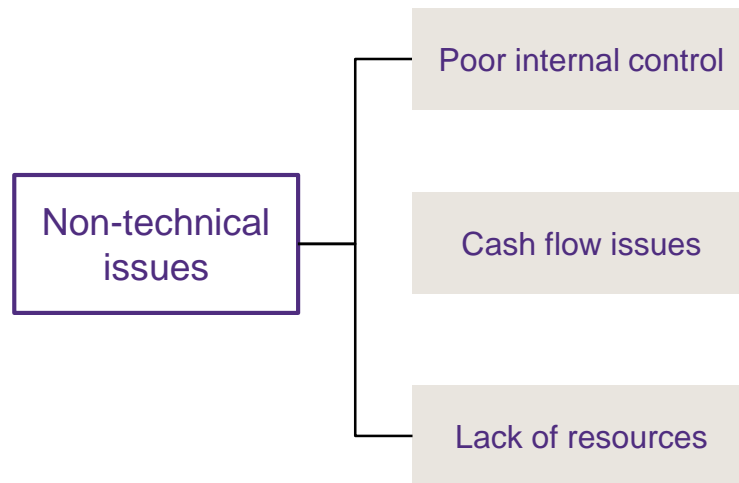 Non-technical
issues
Poor internal control
Cash flow issues
Lack of resources